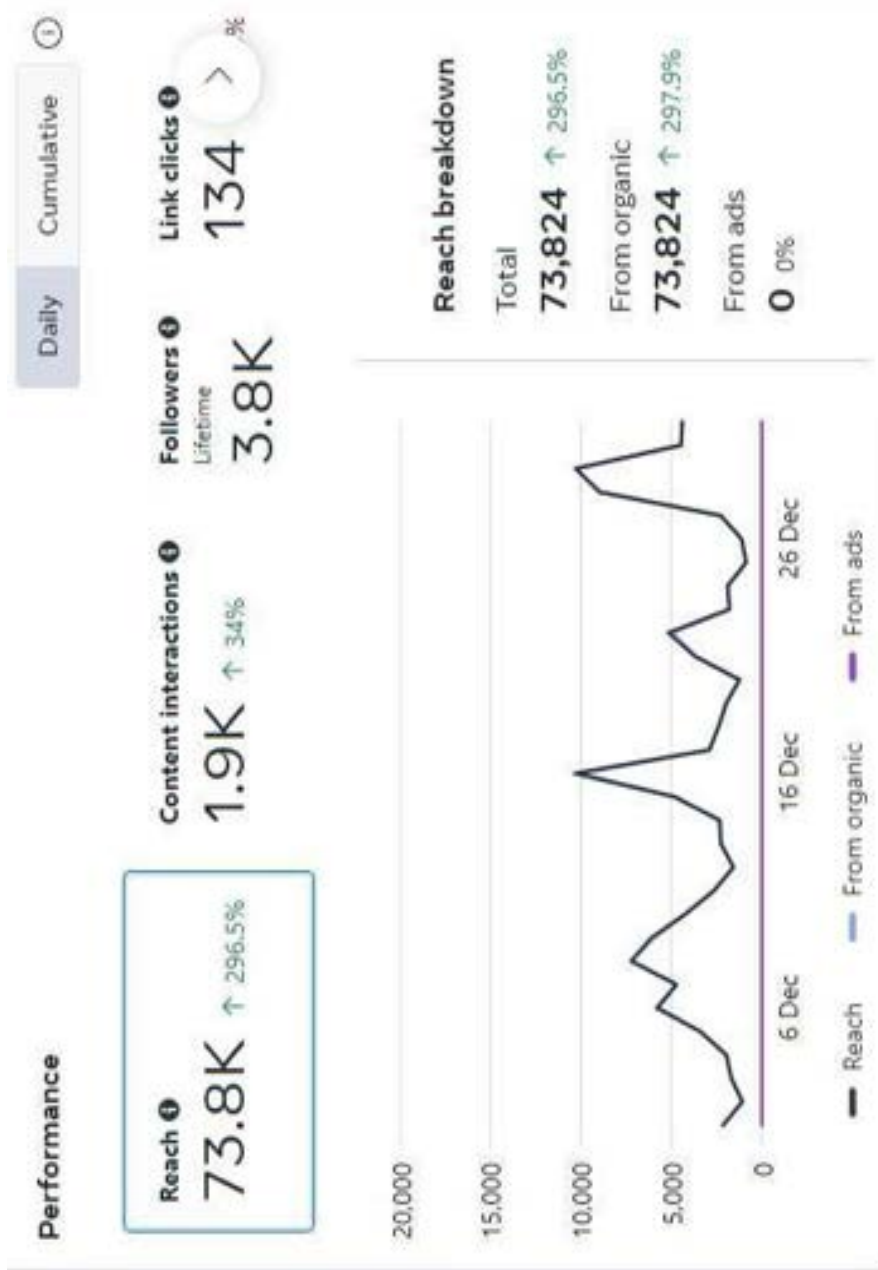 Performance
Daily Cumulative
Reach
73.8K ↑ 296.5%
Content interactions
1.9K ↑ 34%
Followers
Lifetime
3.8K
Link clicks
134
%
20,000
15,000
10,000
5,000
0
6 Dec 16 Dec 26 Dec
Reach From organic From ads
Reach breakdown
Total
73,824 ↑ 296.5%
From organic
73,824 ↑ 297.9%
From ads
0 0%